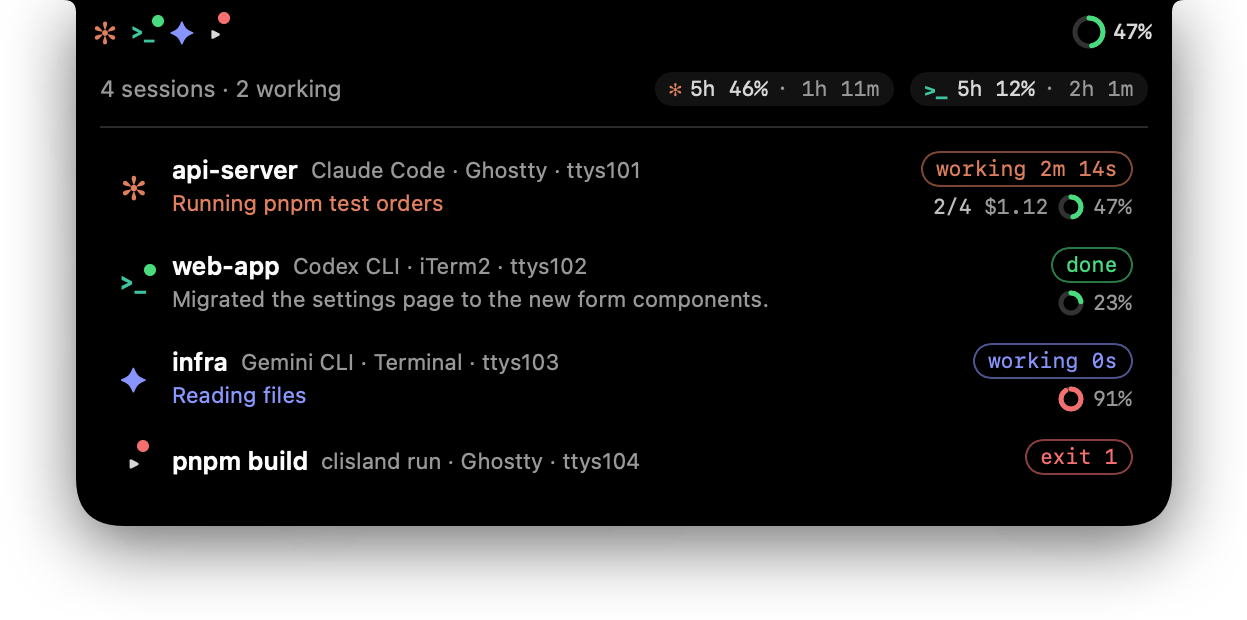 47%
4 sessions · 2 working
5h 46% · 1h 11m
>_ 5h 12% · 2h 1m
api-server Claude Code · Ghostty · ttys101
working 2m 14s
Running pnpm test orders
2/4 $1.12 47%
web-app Codex CLI · iTerm2 · ttys102
done
Migrated the settings page to the new form components.
23%
infra Gemini CLI · Terminal · ttys103
working 0s
Reading files
91%
pnpm build clisland run · Ghostty · ttys104
exit 1